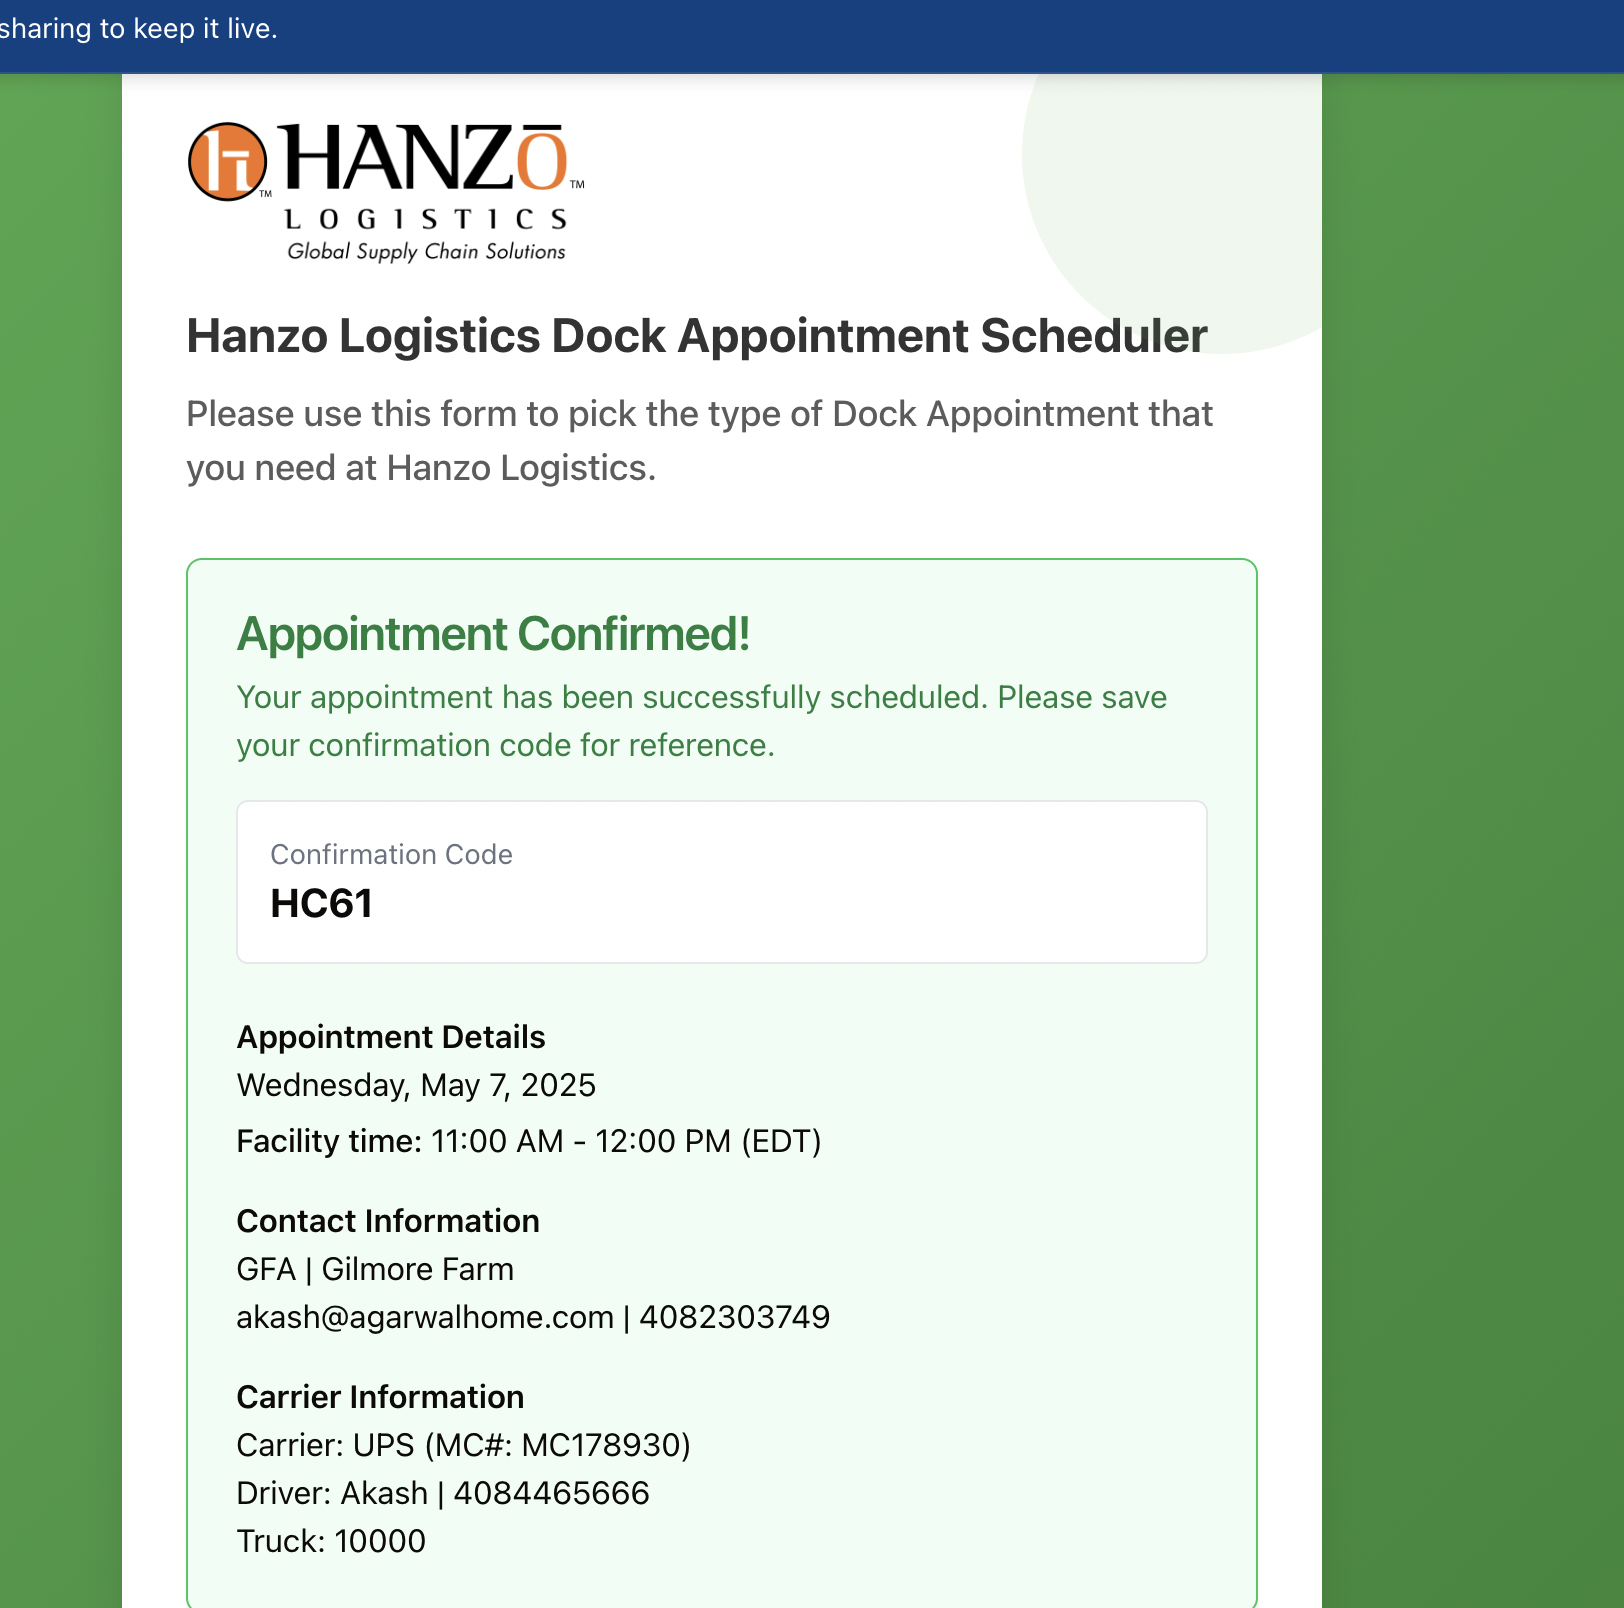 sharing to keep it live.
h TM HANZŌ TM
LOGISTICS
Global Supply Chain Solutions
Hanzo Logistics Dock Appointment Scheduler
Please use this form to pick the type of Dock Appointment that
you need at Hanzo Logistics.
Appointment Confirmed!
Your appointment has been successfully scheduled. Please save
your confirmation code for reference.
Confirmation Code
HC61
Appointment Details
Wednesday, May 7, 2025
Facility time: 11:00 AM - 12:00 PM (EDT)
Contact Information
GFA | Gilmore Farm
akash@agarwalhome.com | 4082303749
Carrier Information
Carrier: UPS (MC#: MC178930)
Driver: Akash | 4084465666
Truck: 10000